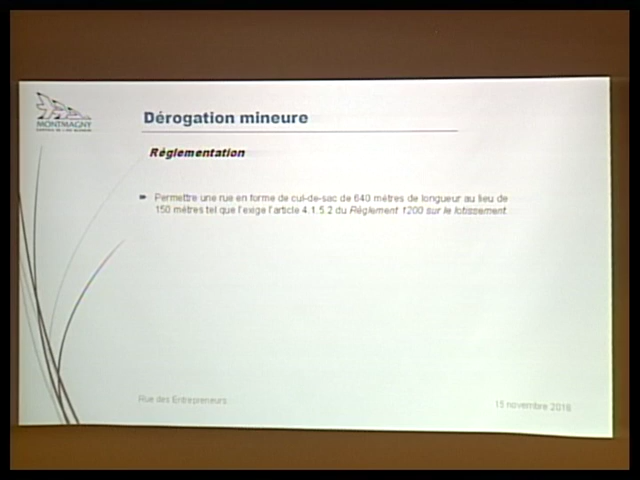 MONTMAGNY
Dérogation mineure
Réglementation
Permettre une rue en forme de cul-de-sac de 640 mètres de longueur au lieu de
150 mètres tel que l'exige l'article 4.1.5.2 du Règlement 1200 sur le lotissement.
Rue des Entrepreneurs
15 novembre 2016